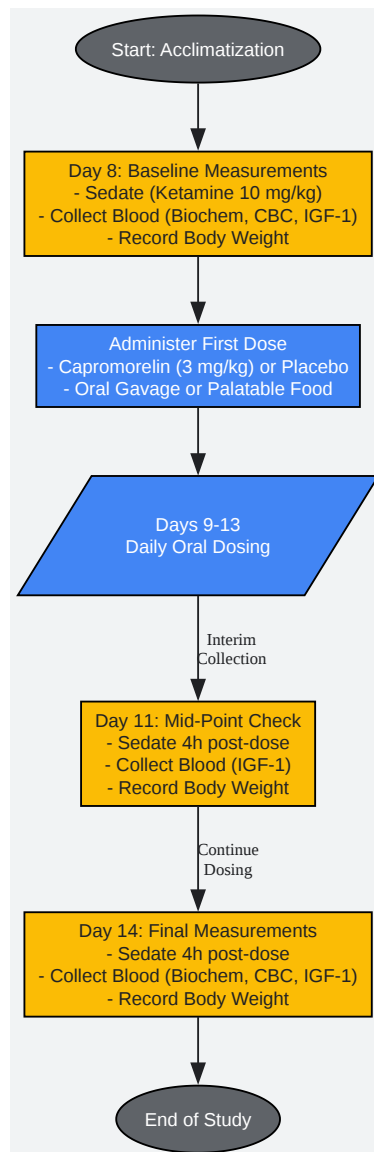 Start: Acclimatization
Day 8: Baseline Measurements
- Sedate (Ketamine 10 mg/kg)
- Collect Blood (Biochem, CBC, IGF-1)
- Record Body Weight
Administer First Dose
- Capromorelin (3 mg/kg) or Placebo
- Oral Gavage or Palatable Food
Days 9-13
Daily Oral Dosing
Interim
Collection
Day 11: Mid-Point Check
- Sedate 4h post-dose
- Collect Blood (IGF-1)
- Record Body Weight
Continue
Dosing
Day 14: Final Measurements
- Sedate 4h post-dose
- Collect Blood (Biochem, CBC, IGF-1)
- Record Body Weight
End of Study